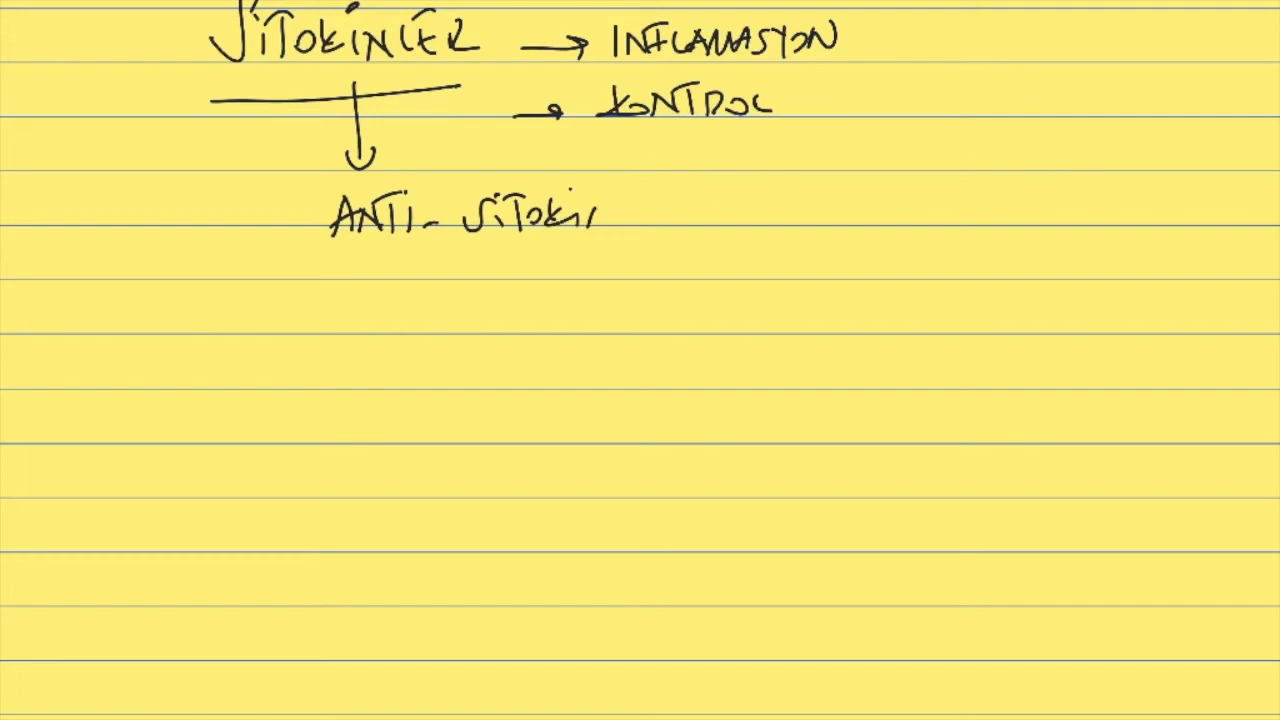 SİTOKİNLER → INFLAMASYON
→ KONTROL
ANTI- SİTOKİ